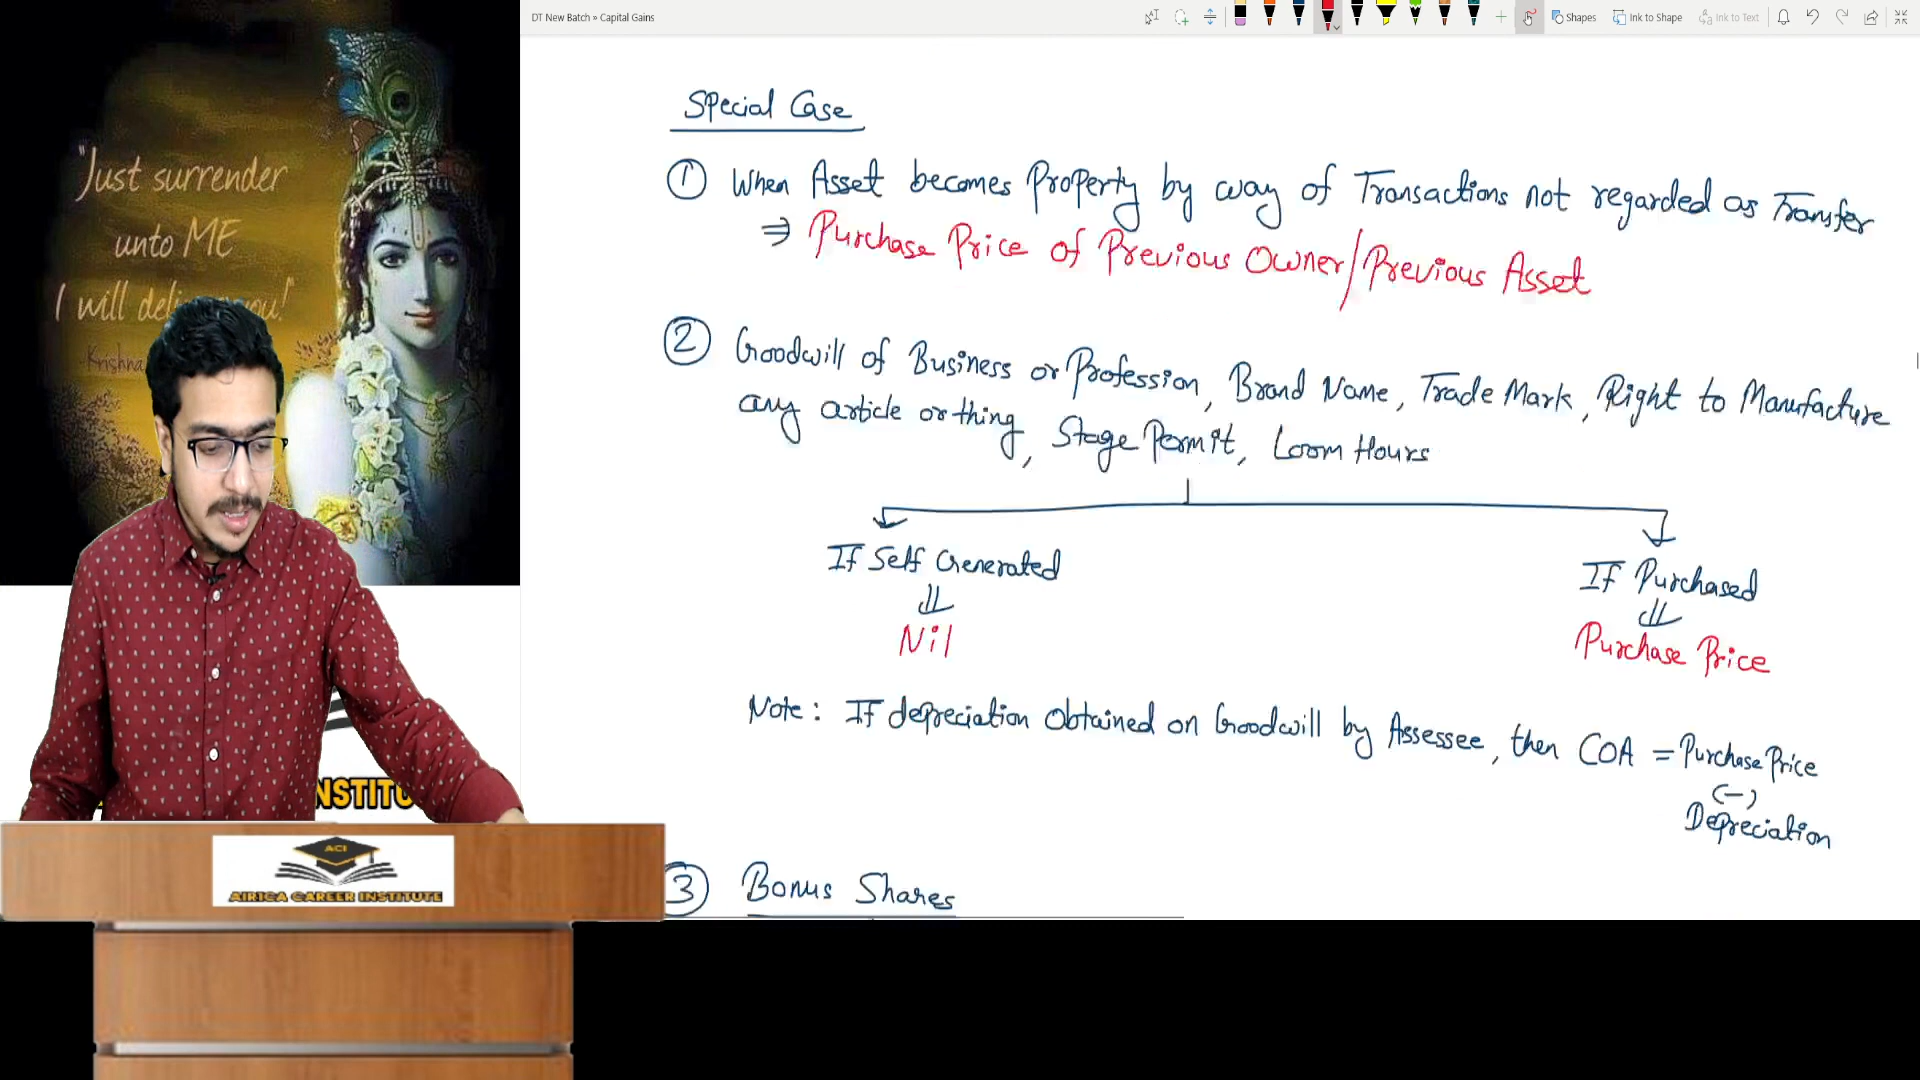 DT New Batch » Capital Gains
Shapes
Ink to Shape
Ink to Text
Special Case
① When Asset becomes Property by way of Transactions not regarded as Transfer
⇒ Purchase Price of Previous Owner/Previous Asset
② Goodwill of Business or Profession, Brand Name, Trade Mark, Right to Manufacture
any article or thing, Stage Permit, Loom Hours
If Self Generated
Nil
If Purchased
Purchase Price
Note: If depreciation Obtained on Goodwill by Assessee, then COA = Purchase Price
(-)
Depreciation
③ Bonus Shares
"Just surrender
unto ME
I will deli you!"
Krishna
NSTITU
ACI
AIRICA CAREER INSTITUTE